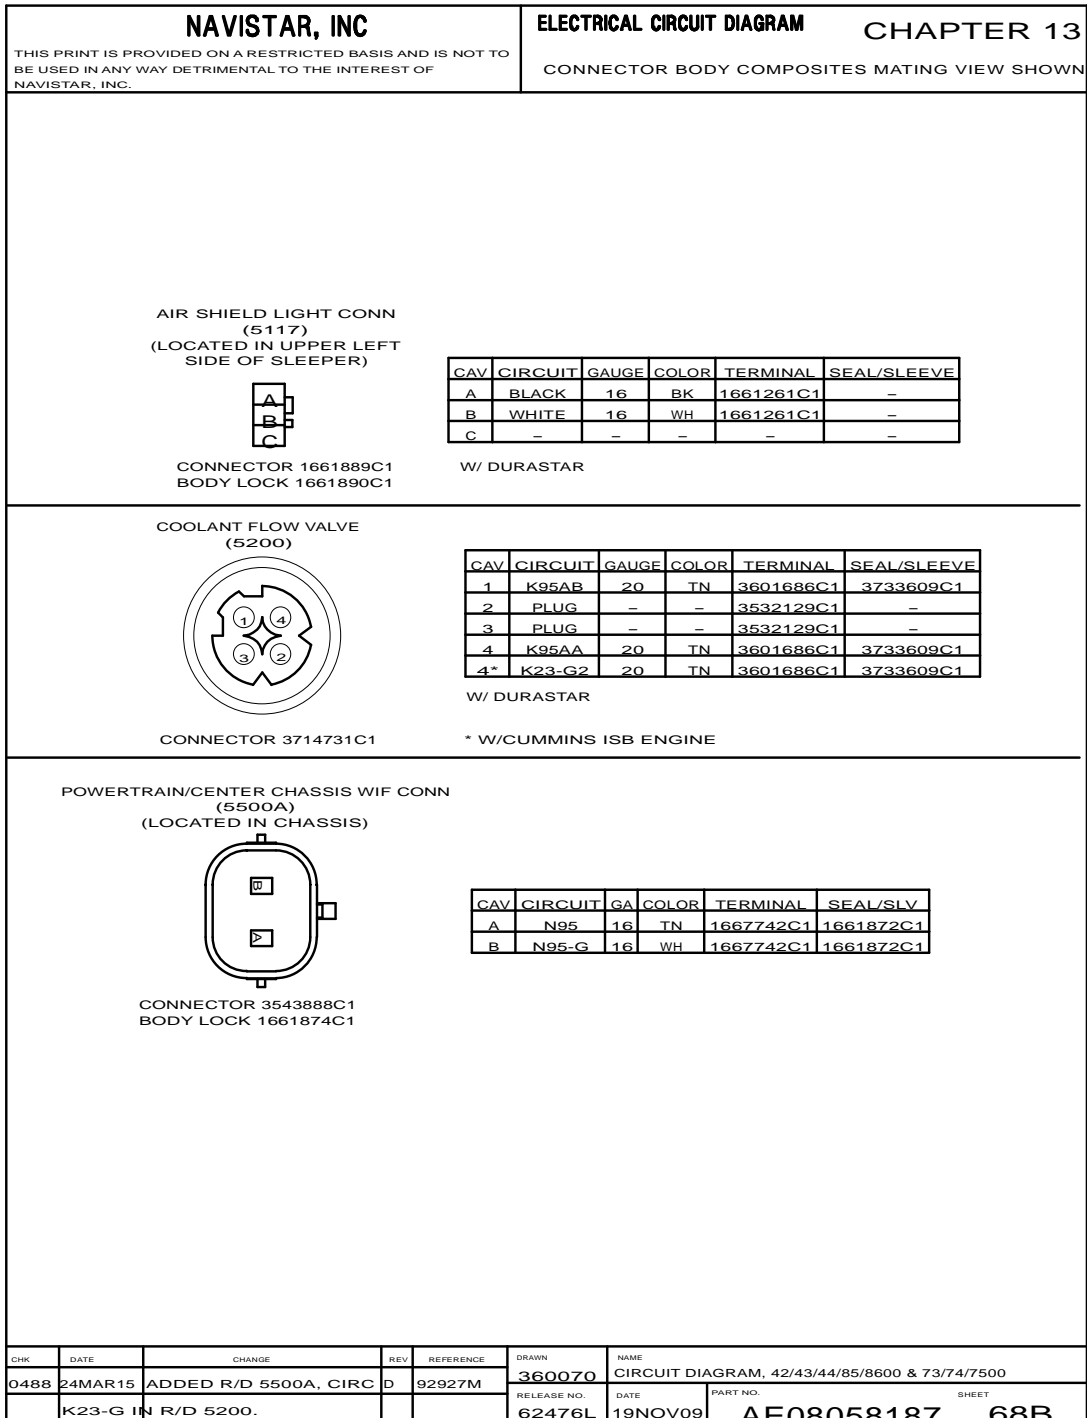 NAVISTAR, INC
THIS PRINT IS PROVIDED ON A RESTRICTED BASIS AND IS NOT TO
BE USED IN ANY WAY DETRIMENTAL TO THE INTEREST OF
NAVISTAR, INC.
ELECTRICAL CIRCUIT DIAGRAM CHAPTER 13
CONNECTOR BODY COMPOSITES MATING VIEW SHOWN
AIR SHIELD LIGHT CONN
(5117)
(LOCATED IN UPPER LEFT
SIDE OF SLEEPER)
A
B
C
CONNECTOR 1661889C1
BODY LOCK 1661890C1
CAV CIRCUIT GAUGE COLOR TERMINAL SEAL/SLEEVE
A BLACK 16 BK 1661261C1 –
B WHITE 16 WH 1661261C1 –
C – – – – –
W/ DURASTAR
COOLANT FLOW VALVE
(5200)
1 4
3 2
CONNECTOR 3714731C1
CAV CIRCUIT GAUGE COLOR TERMINAL SEAL/SLEEVE
1 K95AB 20 TN 3601686C1 3733609C1
2 PLUG – – 3532129C1 –
3 PLUG – – 3532129C1 –
4 K95AA 20 TN 3601686C1 3733609C1
4* K23-G2 20 TN 3601686C1 3733609C1
W/ DURASTAR
* W/CUMMINS ISB ENGINE
POWERTRAIN/CENTER CHASSIS WIF CONN
(5500A)
(LOCATED IN CHASSIS)
B
A
CONNECTOR 3543888C1
BODY LOCK 1661874C1
CAV CIRCUIT GA COLOR TERMINAL SEAL/SLV
A N95 16 TN 1667742C1 1661872C1
B N95-G 16 WH 1667742C1 1661872C1
CHK DATE CHANGE REV REFERENCE
0488 24MAR15 ADDED R/D 5500A, CIRC D 92927M
K23-G IN R/D 5200.
DRAWN
360070
NAME
CIRCUIT DIAGRAM, 42/43/44/85/8600 & 73/74/7500
RELEASE NO. DATE PART NO. SHEET
62476L 19NOV09 AE08058187 68B